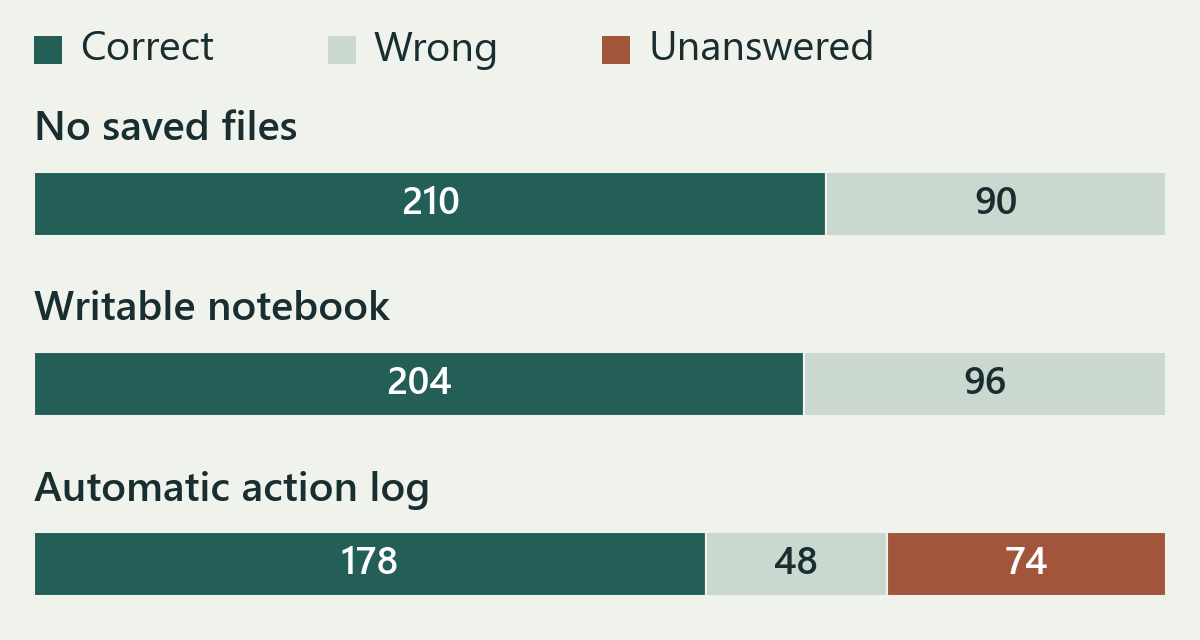 Correct Wrong Unanswered
No saved files
210 90
Writable notebook
204 96
Automatic action log
178 48 74